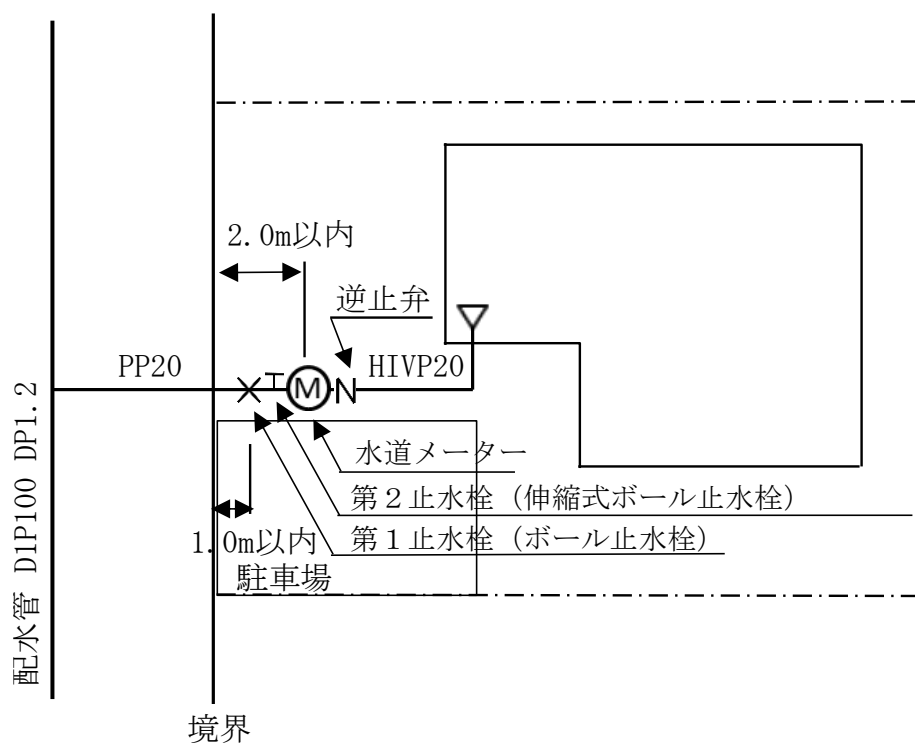 2.0m以内
逆止弁
PP20
HIVP20
M
N
水道メーター
第2止水栓（伸縮式ボール止水栓）
第1止水栓（ボール止水栓）
1.0m以内
駐車場
配水管 D1P100 DP1.2
境界